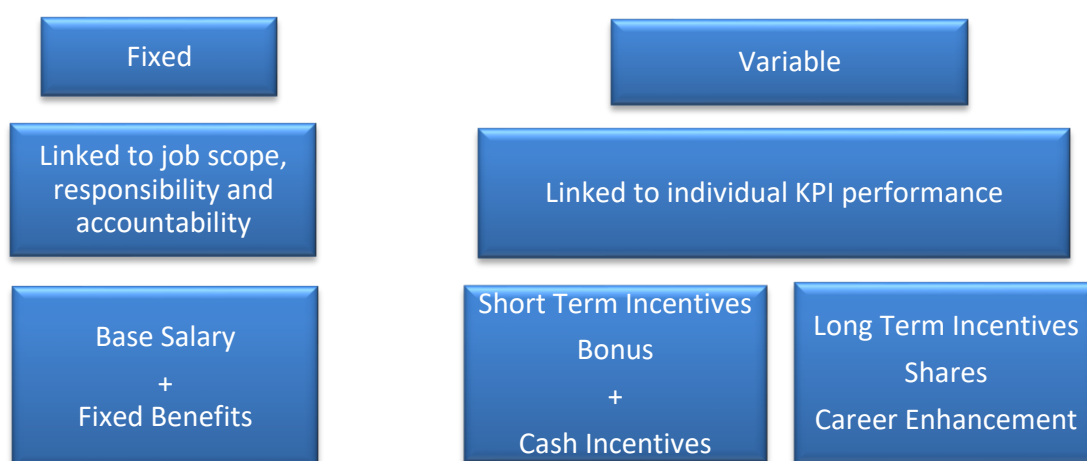 Fixed
Variable
Linked to job scope,
responsibility and
accountability
Linked to individual KPI performance
Base Salary
+
Fixed Benefits
Short Term Incentives
Bonus
+
Cash Incentives
Long Term Incentives
Shares
Career Enhancement